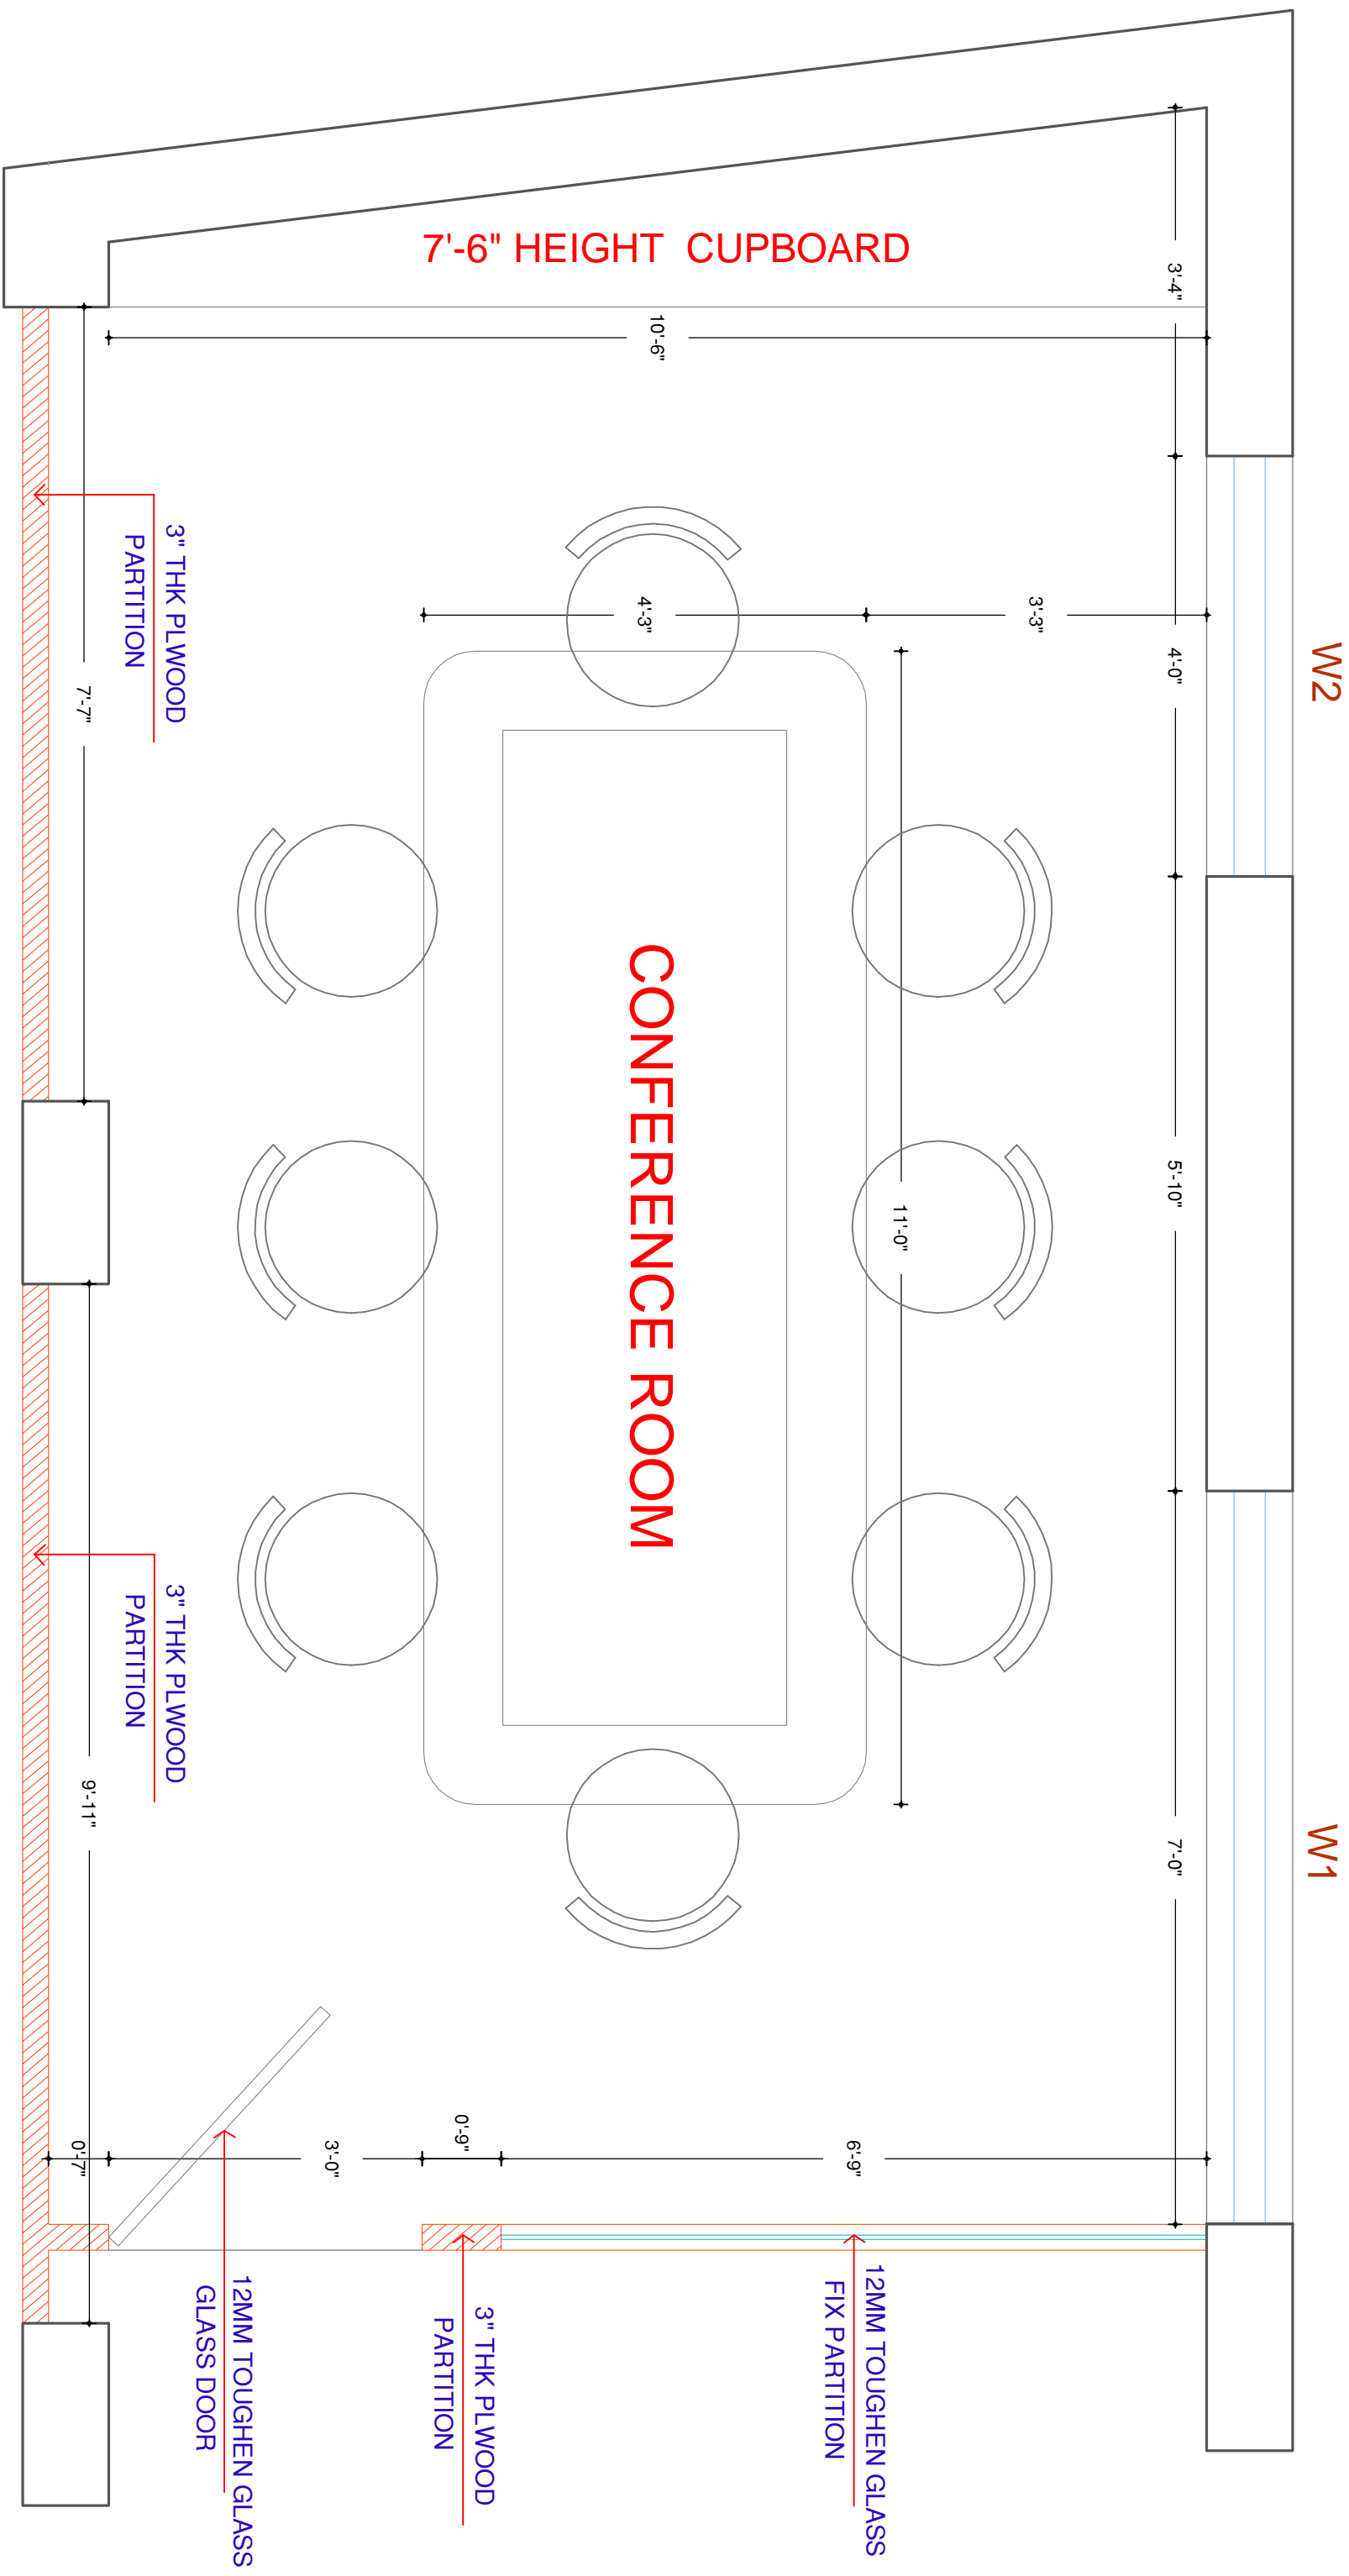 7'-6" HEIGHT  CUPBOARD
10'-6"
3'-4"
W2
4'-0"
3'-3"
4'-3"
3" THK PLWOOD
PARTITION
7'-7"
CONFERENCE ROOM
11'-0"
5'-10"
W1
7'-0"
3" THK PLWOOD
PARTITION
9'-11"
6'-9"
0'-9"
3'-0"
0'-7"
12MM TOUGHEN GLASS
FIX PARTITION
3" THK PLWOOD
PARTITION
12MM TOUGHEN GLASS
GLASS DOOR